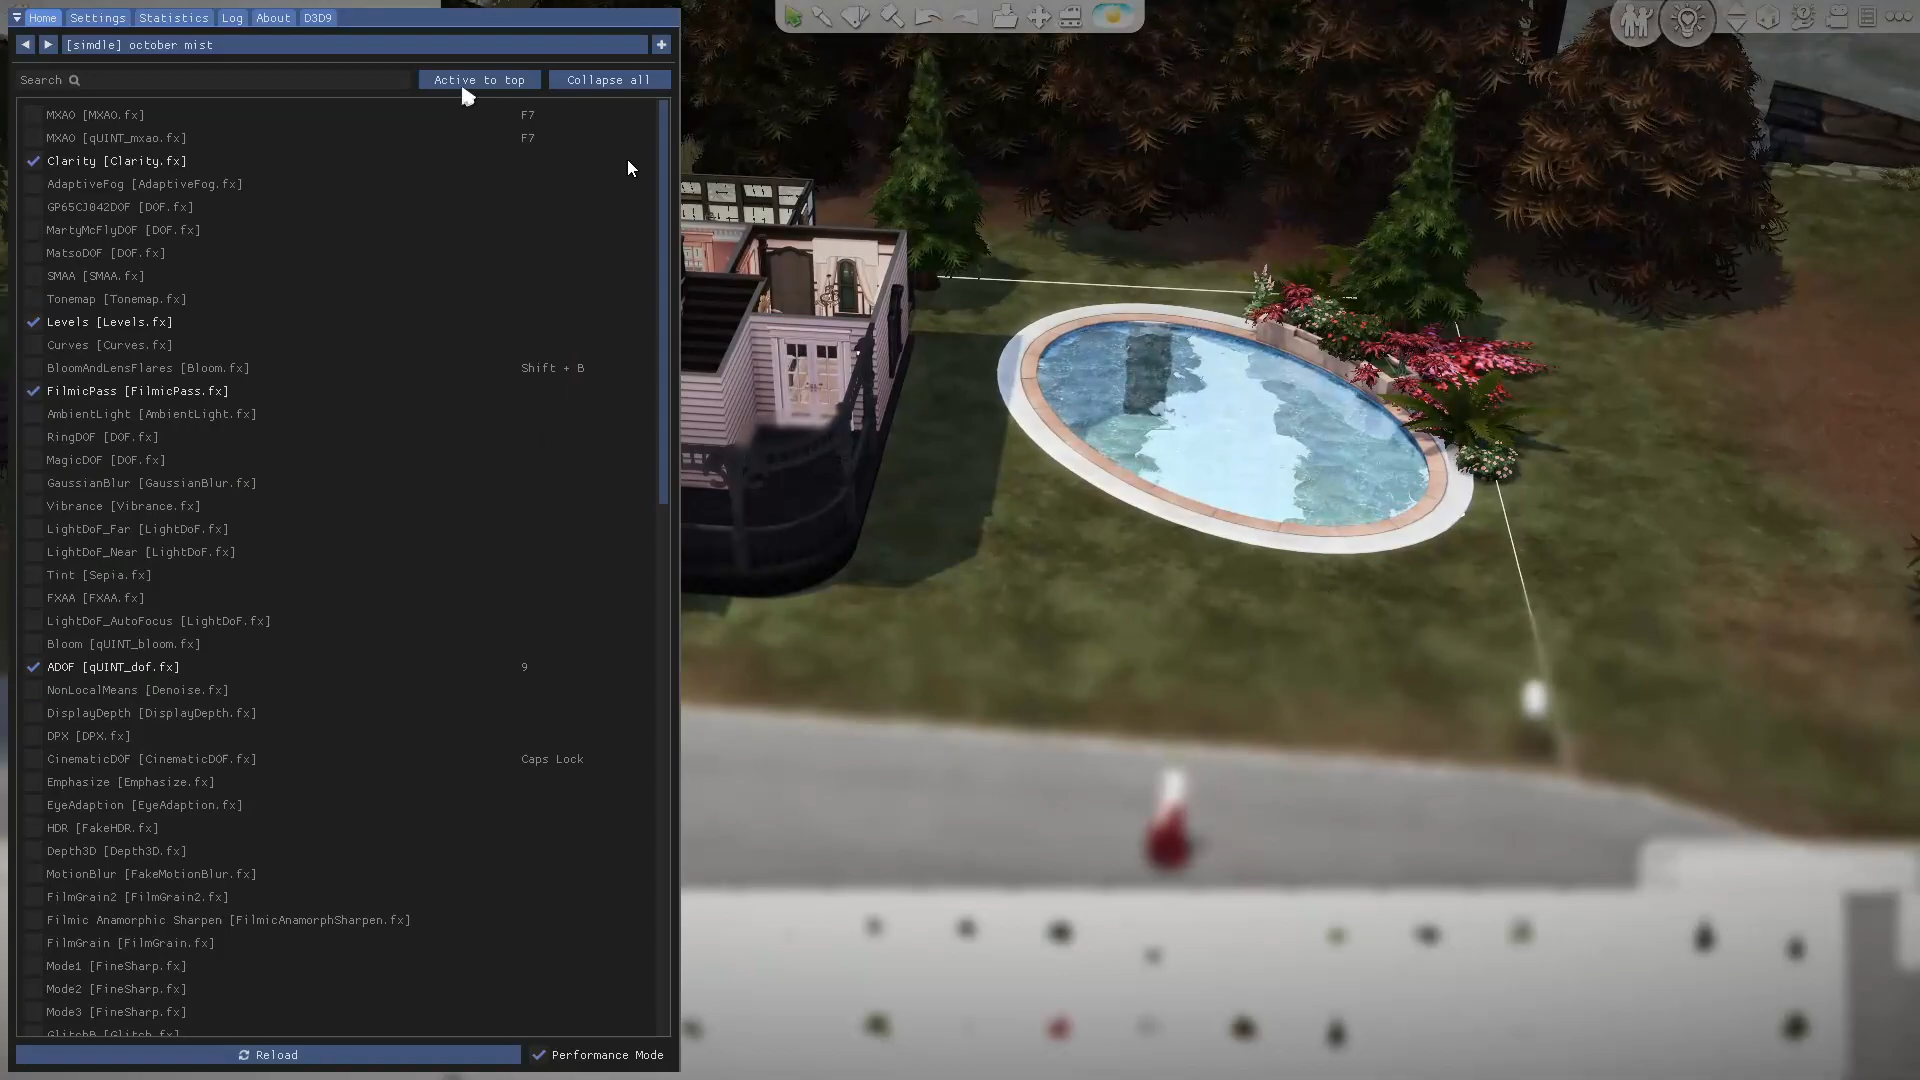 Home Settings Statistics Log About D3D9
[simdle] october mist +
Search Active to top Collapse all
MXAO [MXAO.fx] F7
MXAO [qUINT_mxao.fx] F7
Clarity [Clarity.fx]
AdaptiveFog [AdaptiveFog.fx]
GP65CJ042DOF [DOF.fx]
MartyMcFlyDOF [DOF.fx]
MatsoDOF [DOF.fx]
SMAA [SMAA.fx]
Tonemap [Tonemap.fx]
Levels [Levels.fx]
Curves [Curves.fx]
BloomAndLensFlares [Bloom.fx] Shift + B
FilmicPass [FilmicPass.fx]
AmbientLight [AmbientLight.fx]
RingDOF [DOF.fx]
MagicDOF [DOF.fx]
GaussianBlur [GaussianBlur.fx]
Vibrance [Vibrance.fx]
LightDoF_Far [LightDoF.fx]
LightDoF_Near [LightDoF.fx]
Tint [Sepia.fx]
FXAA [FXAA.fx]
LightDoF_AutoFocus [LightDoF.fx]
Bloom [qUINT_bloom.fx]
ADOF [qUINT_dof.fx] 9
NonLocalMeans [Denoise.fx]
DisplayDepth [DisplayDepth.fx]
DPX [DPX.fx]
CinematicDOF [CinematicDOF.fx] Caps Lock
Emphasize [Emphasize.fx]
EyeAdaption [EyeAdaption.fx]
HDR [FakeHDR.fx]
Depth3D [Depth3D.fx]
MotionBlur [FakeMotionBlur.fx]
FilmGrain2 [FilmGrain2.fx]
Filmic Anamorphic Sharpen [FilmicAnamorphSharpen.fx]
FilmGrain [FilmGrain.fx]
Mode1 [FineSharp.fx]
Mode2 [FineSharp.fx]
Mode3 [FineSharp.fx]
GlitchB [Glitch.fx]
Reload Performance Mode